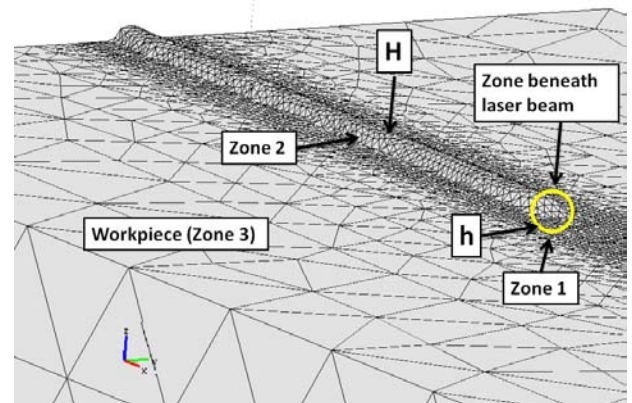 H
Zone beneath
laser beam
Zone 2
h
Workpiece (Zone 3)
Zone 1
z
Y
x